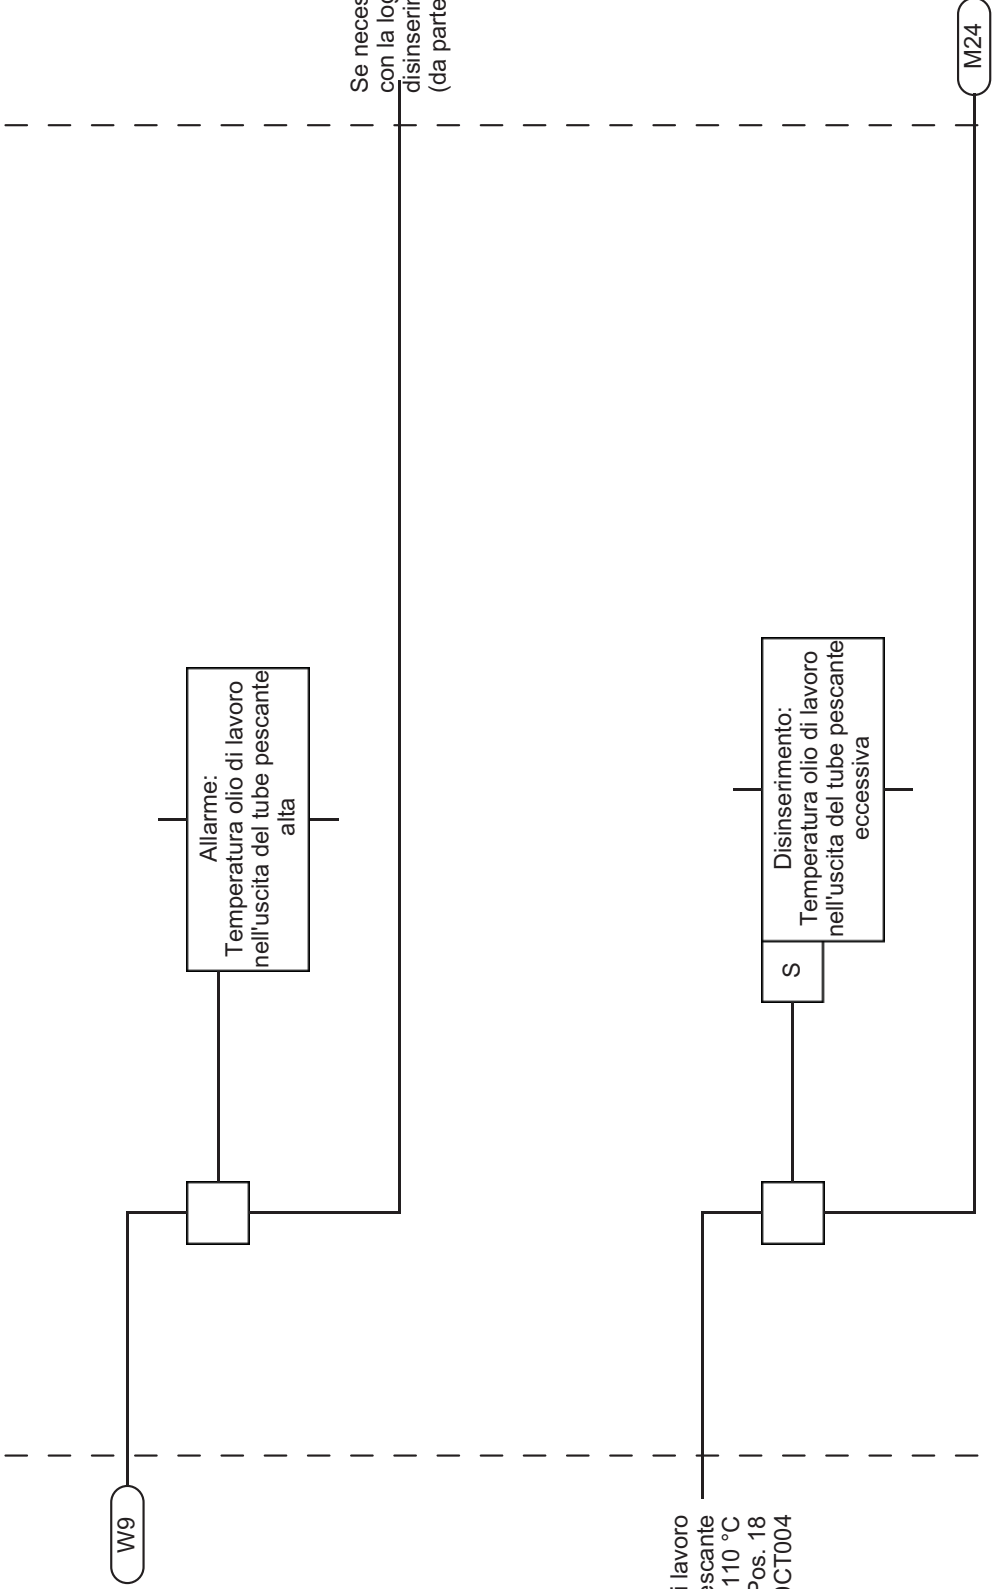 W9
Allarme:
Temperatura olio di lavoro
nell'uscita del tube pescante
alta
Se neces
con la log
disinserir
(da parte
i lavoro
escante
110 °C
Pos. 18
0CT004
S
Disinserimento:
Temperatura olio di lavoro
nell'uscita del tube pescante
eccessiva
M24